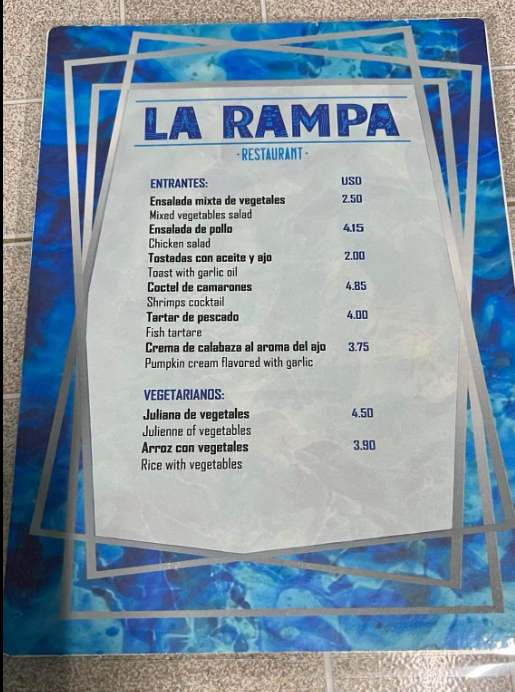 LA RAMPA
- RESTAURANT -
ENTRANTES: USD
Ensalada mixta de vegetales 2.50
Mixed vegetables salad
Ensalada de pollo 4.15
Chicken salad
Tostadas con aceite y ajo 2.00
Toast with garlic oil
Coctel de camarones 4.85
Shrimps cocktail
Tartar de pescado 4.00
Fish tartare
Crema de calabaza al aroma del ajo 3.75
Pumpkin cream flavored with garlic
VEGETARIANOS:
Juliana de vegetales 4.50
Julienne of vegetables
Arroz con vegetales 3.90
Rice with vegetables